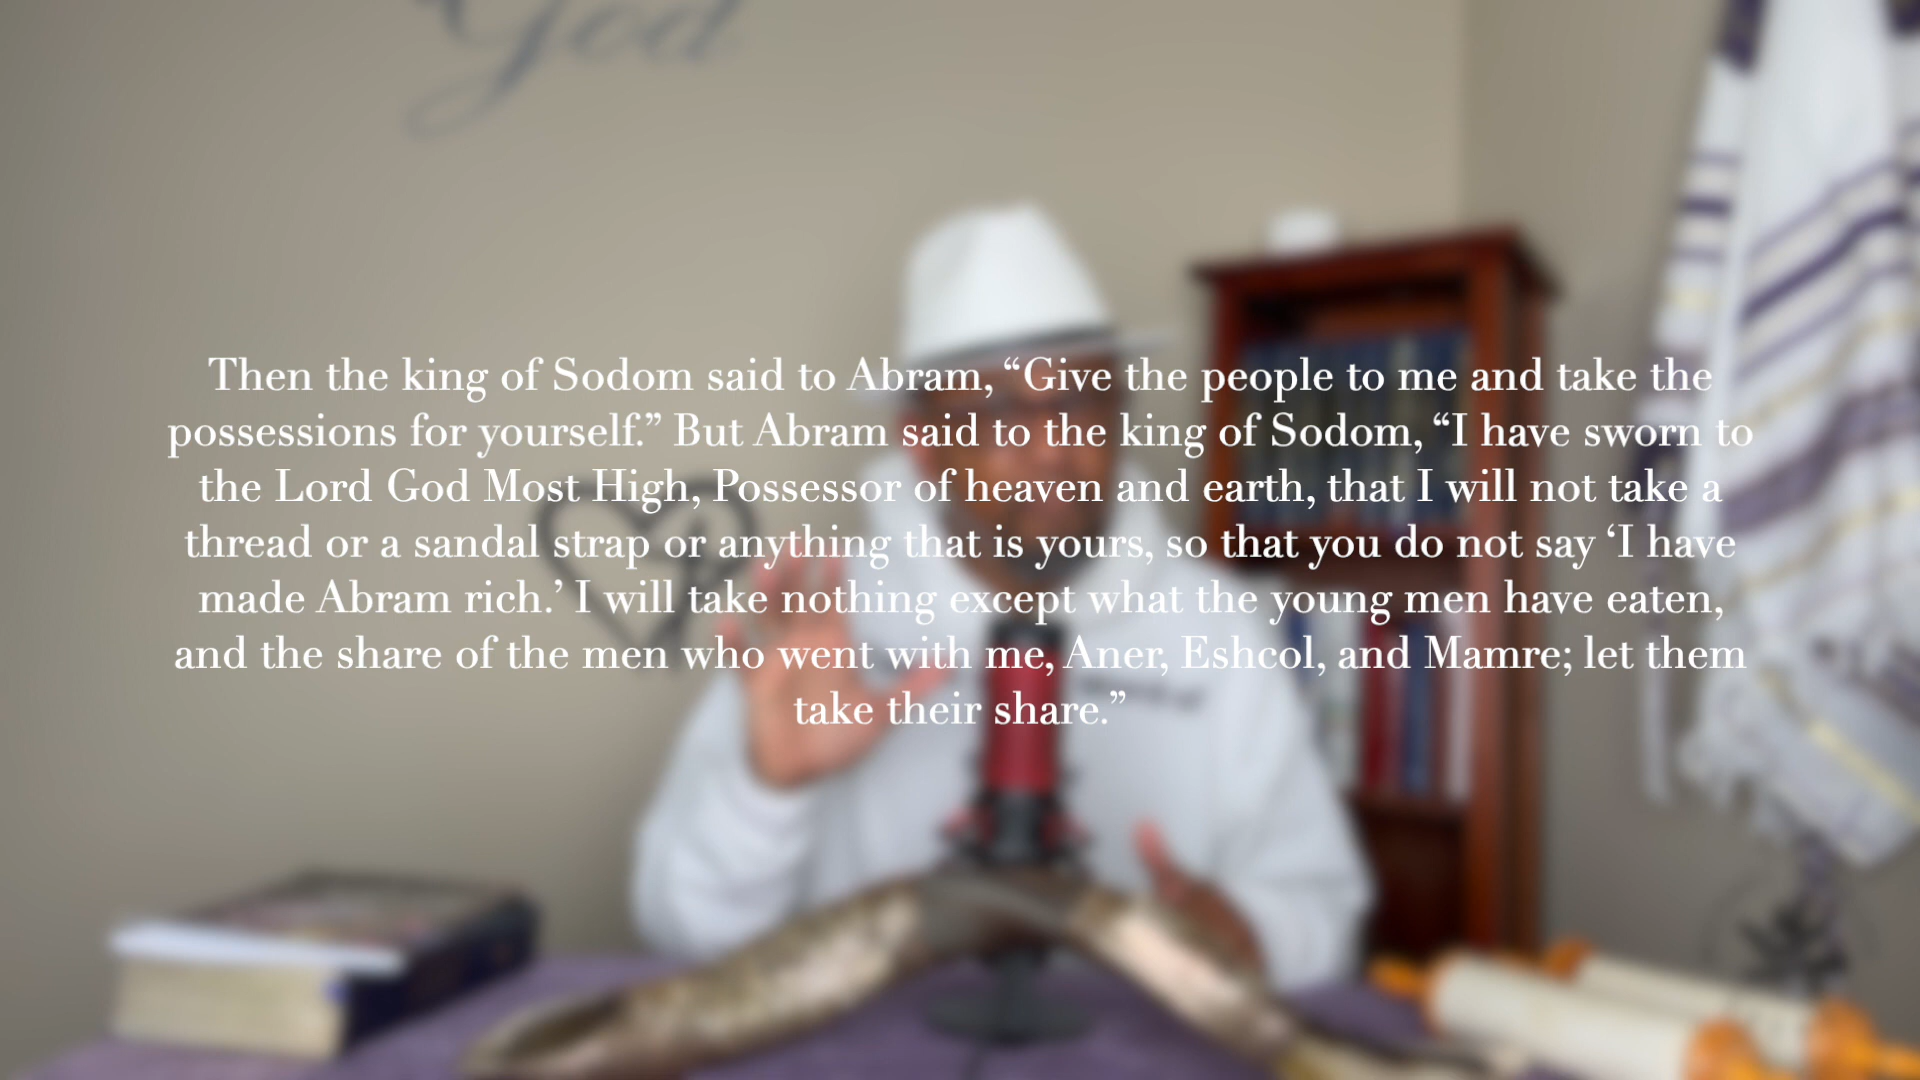 God
Then the king of Sodom said to Abram, “Give the people to me and take the
possessions for yourself.” But Abram said to the king of Sodom, “I have sworn to
the Lord God Most High, Possessor of heaven and earth, that I will not take a
thread or a sandal strap or anything that is yours, so that you do not say ‘I have
made Abram rich.’ I will take nothing except what the young men have eaten,
and the share of the men who went with me, Aner, Eshcol, and Mamre; let them
take their share.”